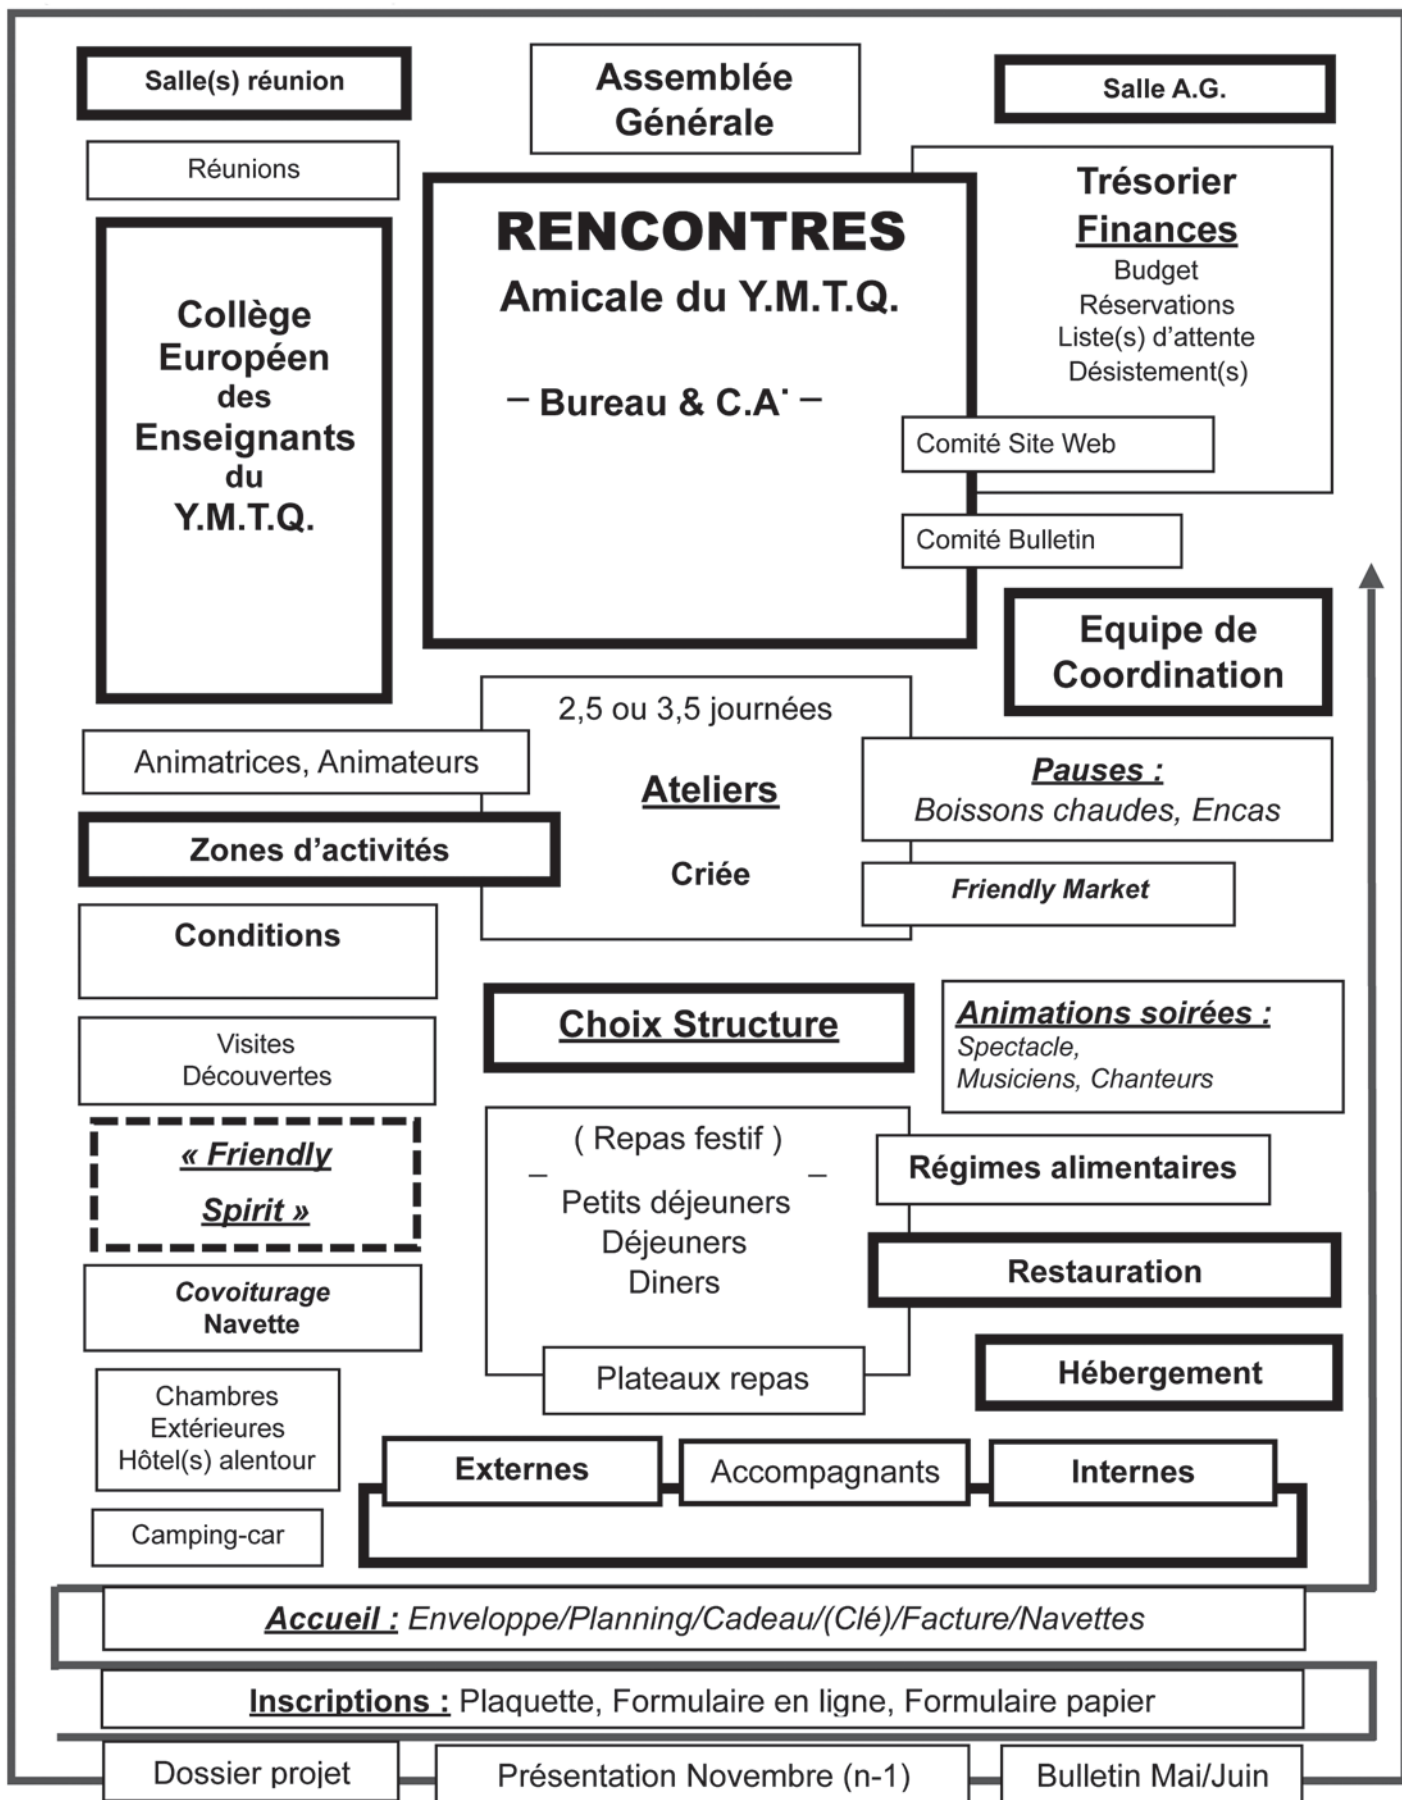 Salle(s) réunion
Assemblée
Générale
Salle A.G.
Réunions
RENCONTRES
Amicale du Y.M.T.Q.
– Bureau & C.A. –
Trésorier
Finances
Budget
Réservations
Liste(s) d’attente
Désistement(s)
Collège
Européen
des
Enseignants
du
Y.M.T.Q.
Comité Site Web
Comité Bulletin
Equipe de
Coordination
2,5 ou 3,5 journées
Ateliers
Criée
Animatrices, Animateurs
Pauses :
Boissons chaudes, Encas
Zones d’activités
Friendly Market
Conditions
Choix Structure
Animations soirées :
Spectacle,
Musiciens, Chanteurs
Visites
Découvertes
« Friendly
Spirit »
( Repas festif )
– –
Petits déjeuners
Déjeuners
Diners
Régimes alimentaires
Restauration
Covoiturage
Navette
Plateaux repas
Hébergement
Chambres
Extérieures
Hôtel(s) alentour
Externes
Accompagnants
Internes
Camping-car
Accueil : Enveloppe/Planning/Cadeau/(Clé)/Facture/Navettes
Inscriptions : Plaquette, Formulaire en ligne, Formulaire papier
Dossier projet
Présentation Novembre (n-1)
Bulletin Mai/Juin